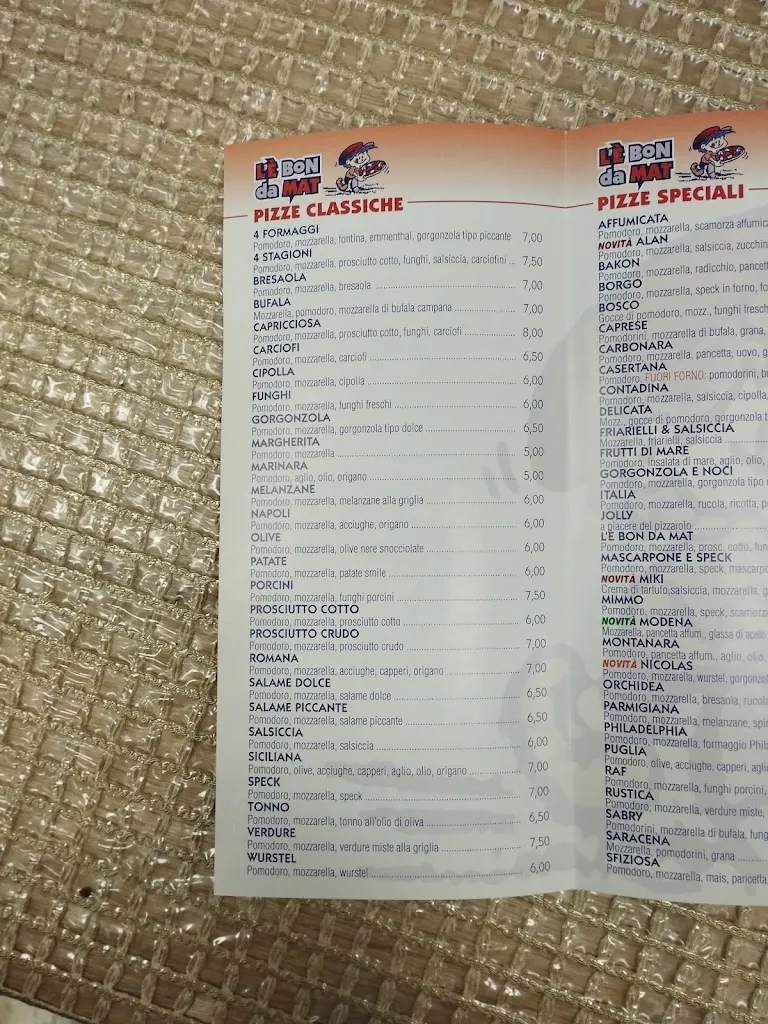 L'È BON
da MAT
PIZZE CLASSICHE
4 FORMAGGI
Pomodoro, mozzarella, fontina, emmenthal, gorgonzola tipo piccante 7,00
4 STAGIONI
Pomodoro, mozzarella, prosciutto cotto, funghi, salsiccia, carciofini ... 7,50
BRESAOLA
Pomodoro, mozzarella, bresaola 7,00
BUFALA
Mozzarella, pomodoro, mozzarella di bufala campana 7,00
CAPRICCIOSA
Pomodoro, mozzarella, prosciutto cotto, funghi, carciofi 8,00
CARCIOFI
Pomodoro, mozzarella, carciofi 6,50
CIPOLLA
Pomodoro, mozzarella, cipolla 6,00
FUNGHI
Pomodoro, mozzarella, funghi freschi 6,00
GORGONZOLA
Pomodoro, mozzarella, gorgonzola tipo dolce 6,50
MARGHERITA
Pomodoro, mozzarella 5,00
MARINARA
Pomodoro, aglio, olio, origano 5,00
MELANZANE
Pomodoro, mozzarella, melanzane alla griglia 6,00
NAPOLI
Pomodoro, mozzarella, acciughe, origano 6,00
OLIVE
Pomodoro, mozzarella, olive nere snocciolate 6,00
PATATE
Pomodoro, mozzarella, patate smile 6,00
PORCINI
Pomodoro, mozzarella, funghi porcini 7,50
PROSCIUTTO COTTO
Pomodoro, mozzarella, prosciutto cotto 6,00
PROSCIUTTO CRUDO
Pomodoro, mozzarella, prosciutto crudo 7,00
ROMANA
Pomodoro, mozzarella, acciughe, capperi, origano 7,00
SALAME DOLCE
Pomodoro, mozzarella, salame dolce 6,50
SALAME PICCANTE
Pomodoro, mozzarella, salame piccante 6,50
SALSICCIA
Pomodoro, mozzarella, salsiccia 6,00
SICILIANA
Pomodoro, olive, acciughe, capperi, aglio, olio, origano 7,00
SPECK
Pomodoro, mozzarella, speck 7,00
TONNO
Pomodoro, mozzarella, tonno all'olio di oliva 6,50
VERDURE
Pomodoro, mozzarella, verdure miste alla griglia 7,50
WURSTEL
Pomodoro, mozzarella, wurstel 6,00
L'È BON
da MAT
PIZZE SPECIALI
AFFUMICATA
Pomodoro, mozzarella, scamorza affumic
NOVITÀ ALAN
Pomodoro, mozzarella, salsiccia, zucchin
BAKON
Pomodoro, mozzarella, radicchio, pancett
BORGO
Pomodoro, mozzarella, speck in forno, fo
BOSCO
Gocce di pomodoro, mozz., funghi fresch
CAPRESE
Pomodorini, mozzarella di bufala, grana,
CARBONARA
Pomodoro, mozzarella, pancetta, uovo, g
CASERTANA
Pomodoro, FUORI FORNO: pomodorini, bu
CONTADINA
Pomodoro, mozzarella, salsiccia, cipolla,
DELICATA
Mozz., gocce di pomodoro, gorgonzola t
FRIARIELLI & SALSICCIA
Mozzarella, friarielli, salsiccia
FRUTTI DI MARE
Pomodoro, insalata di mare, aglio, olio,
GORGONZOLA E NOCI
Pomodoro, mozzarella, gorgonzola tipo
ITALIA
Pomodoro, mozzarella, rucola, ricotta, p
JOLLY
a piacere del pizzaiolo
L'È BON DA MAT
Pomodoro, mozzarella, prosc. cotto, fun
MASCARPONE E SPECK
Pomodoro, mozzarella, speck, mascarpo
NOVITÀ MIKI
Crema di tartufo,salsiccia, mozzarella, g
MIMMO
Pomodoro, mozzarella, speck, scamorza
NOVITÀ MODENA
Mozzarella, pancetta affum., glassa di aceto
MONTANARA
Pomodoro, pancetta affum., aglio, olio,
NOVITÀ NICOLAS
Pomodoro, mozzarella, wurstel, gorgonzol
ORCHIDEA
Pomodoro, mozzarella, bresaola, rucola
PARMIGIANA
Pomodoro, mozzarella, melanzane, spi
PHILADELPHIA
Pomodoro, mozzarella, formaggio Phil
PUGLIA
Pomodoro, olive, acciughe, capperi, agli
RAF
Pomodoro, mozzarella, funghi porcini,
RUSTICA
Pomodoro, mozzarella, verdure miste,
SABRY
Pomodorini, mozzarella di bufala, fung
SARACENA
Mozzarella, pomodorini, grana
SFIZIOSA
Pomodoro, mozzarella, mais, pancetta